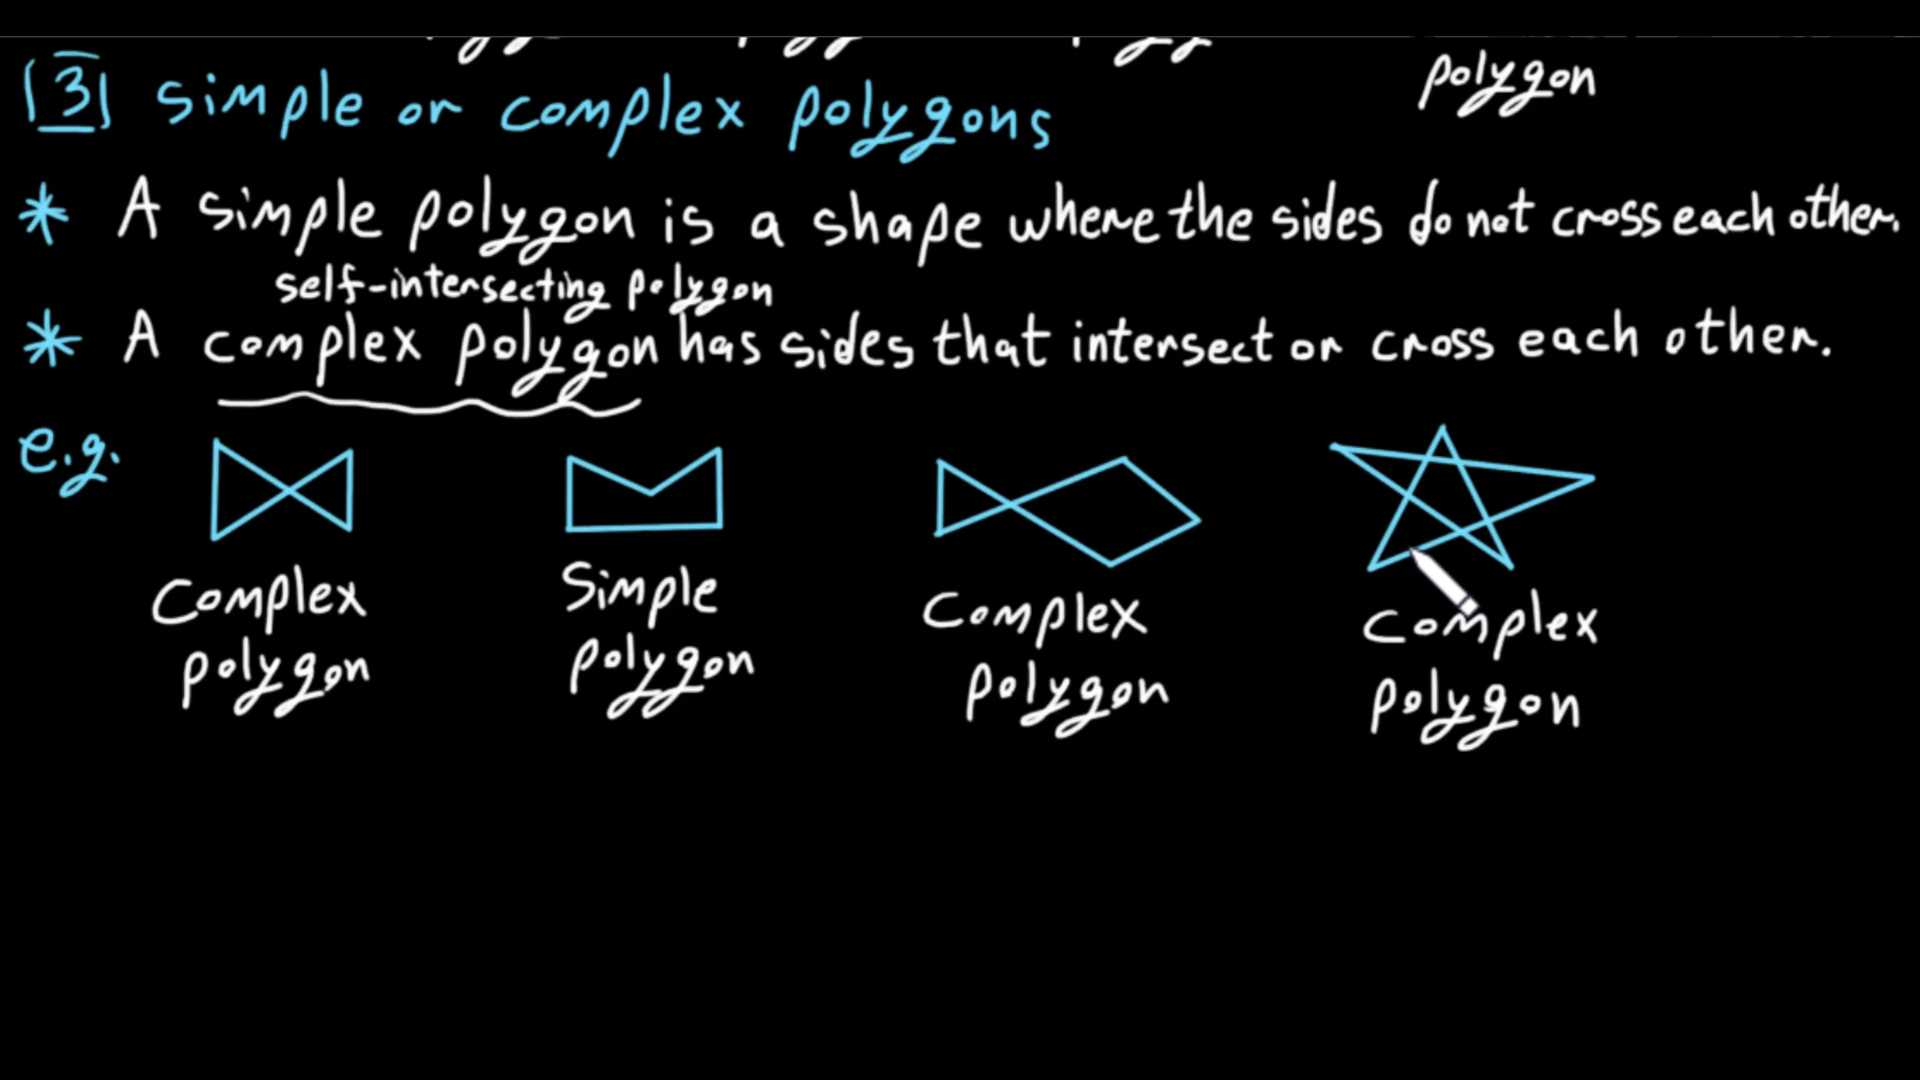 polygon
[3] simple or complex polygons
* A simple polygon is a shape where the sides do not cross each other.
self-intersecting polygon
* A complex polygon has sides that intersect or cross each other.
e.g.
Complex polygon
Simple polygon
Complex polygon
Complex polygon